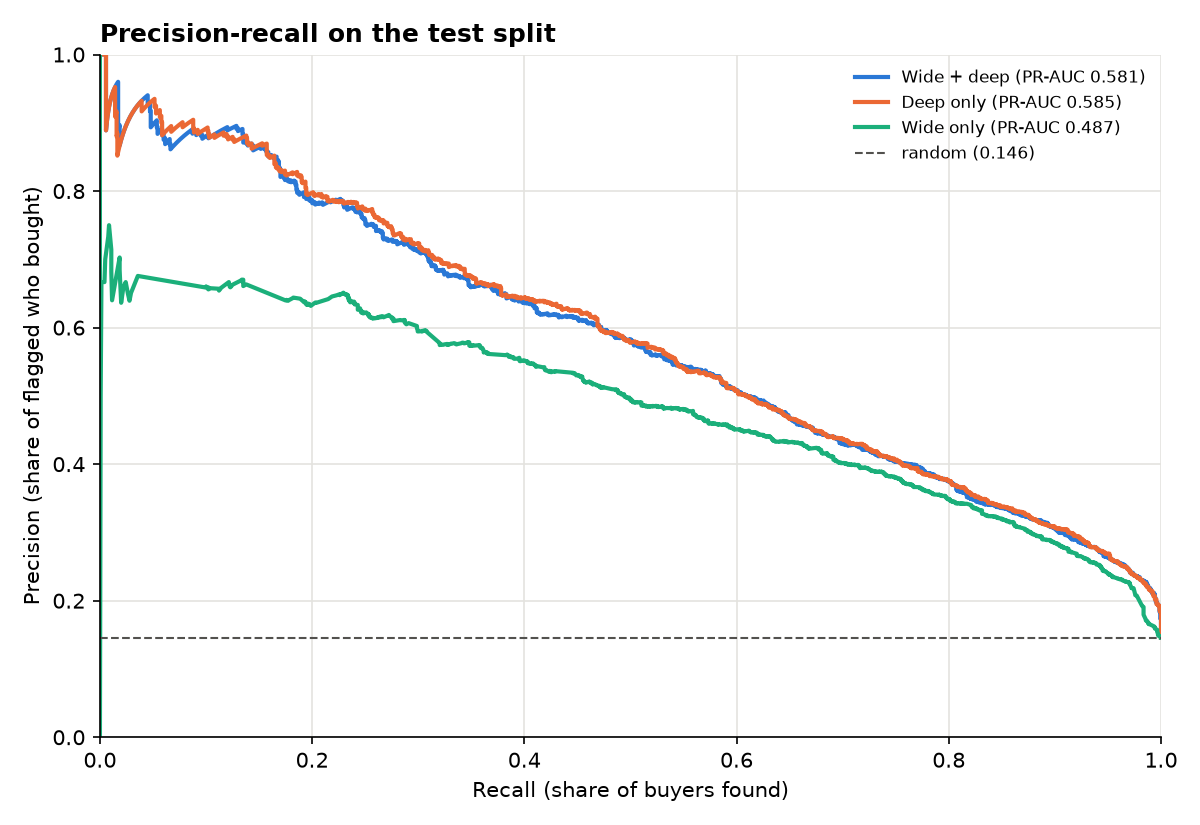 Precision-recall on the test split
Wide + deep (PR-AUC 0.581)
Deep only (PR-AUC 0.585)
Wide only (PR-AUC 0.487)
random (0.146)
Precision (share of flagged who bought)
1.0
0.8
0.6
0.4
0.2
0.0
0.0 0.2 0.4 0.6 0.8 1.0
Recall (share of buyers found)